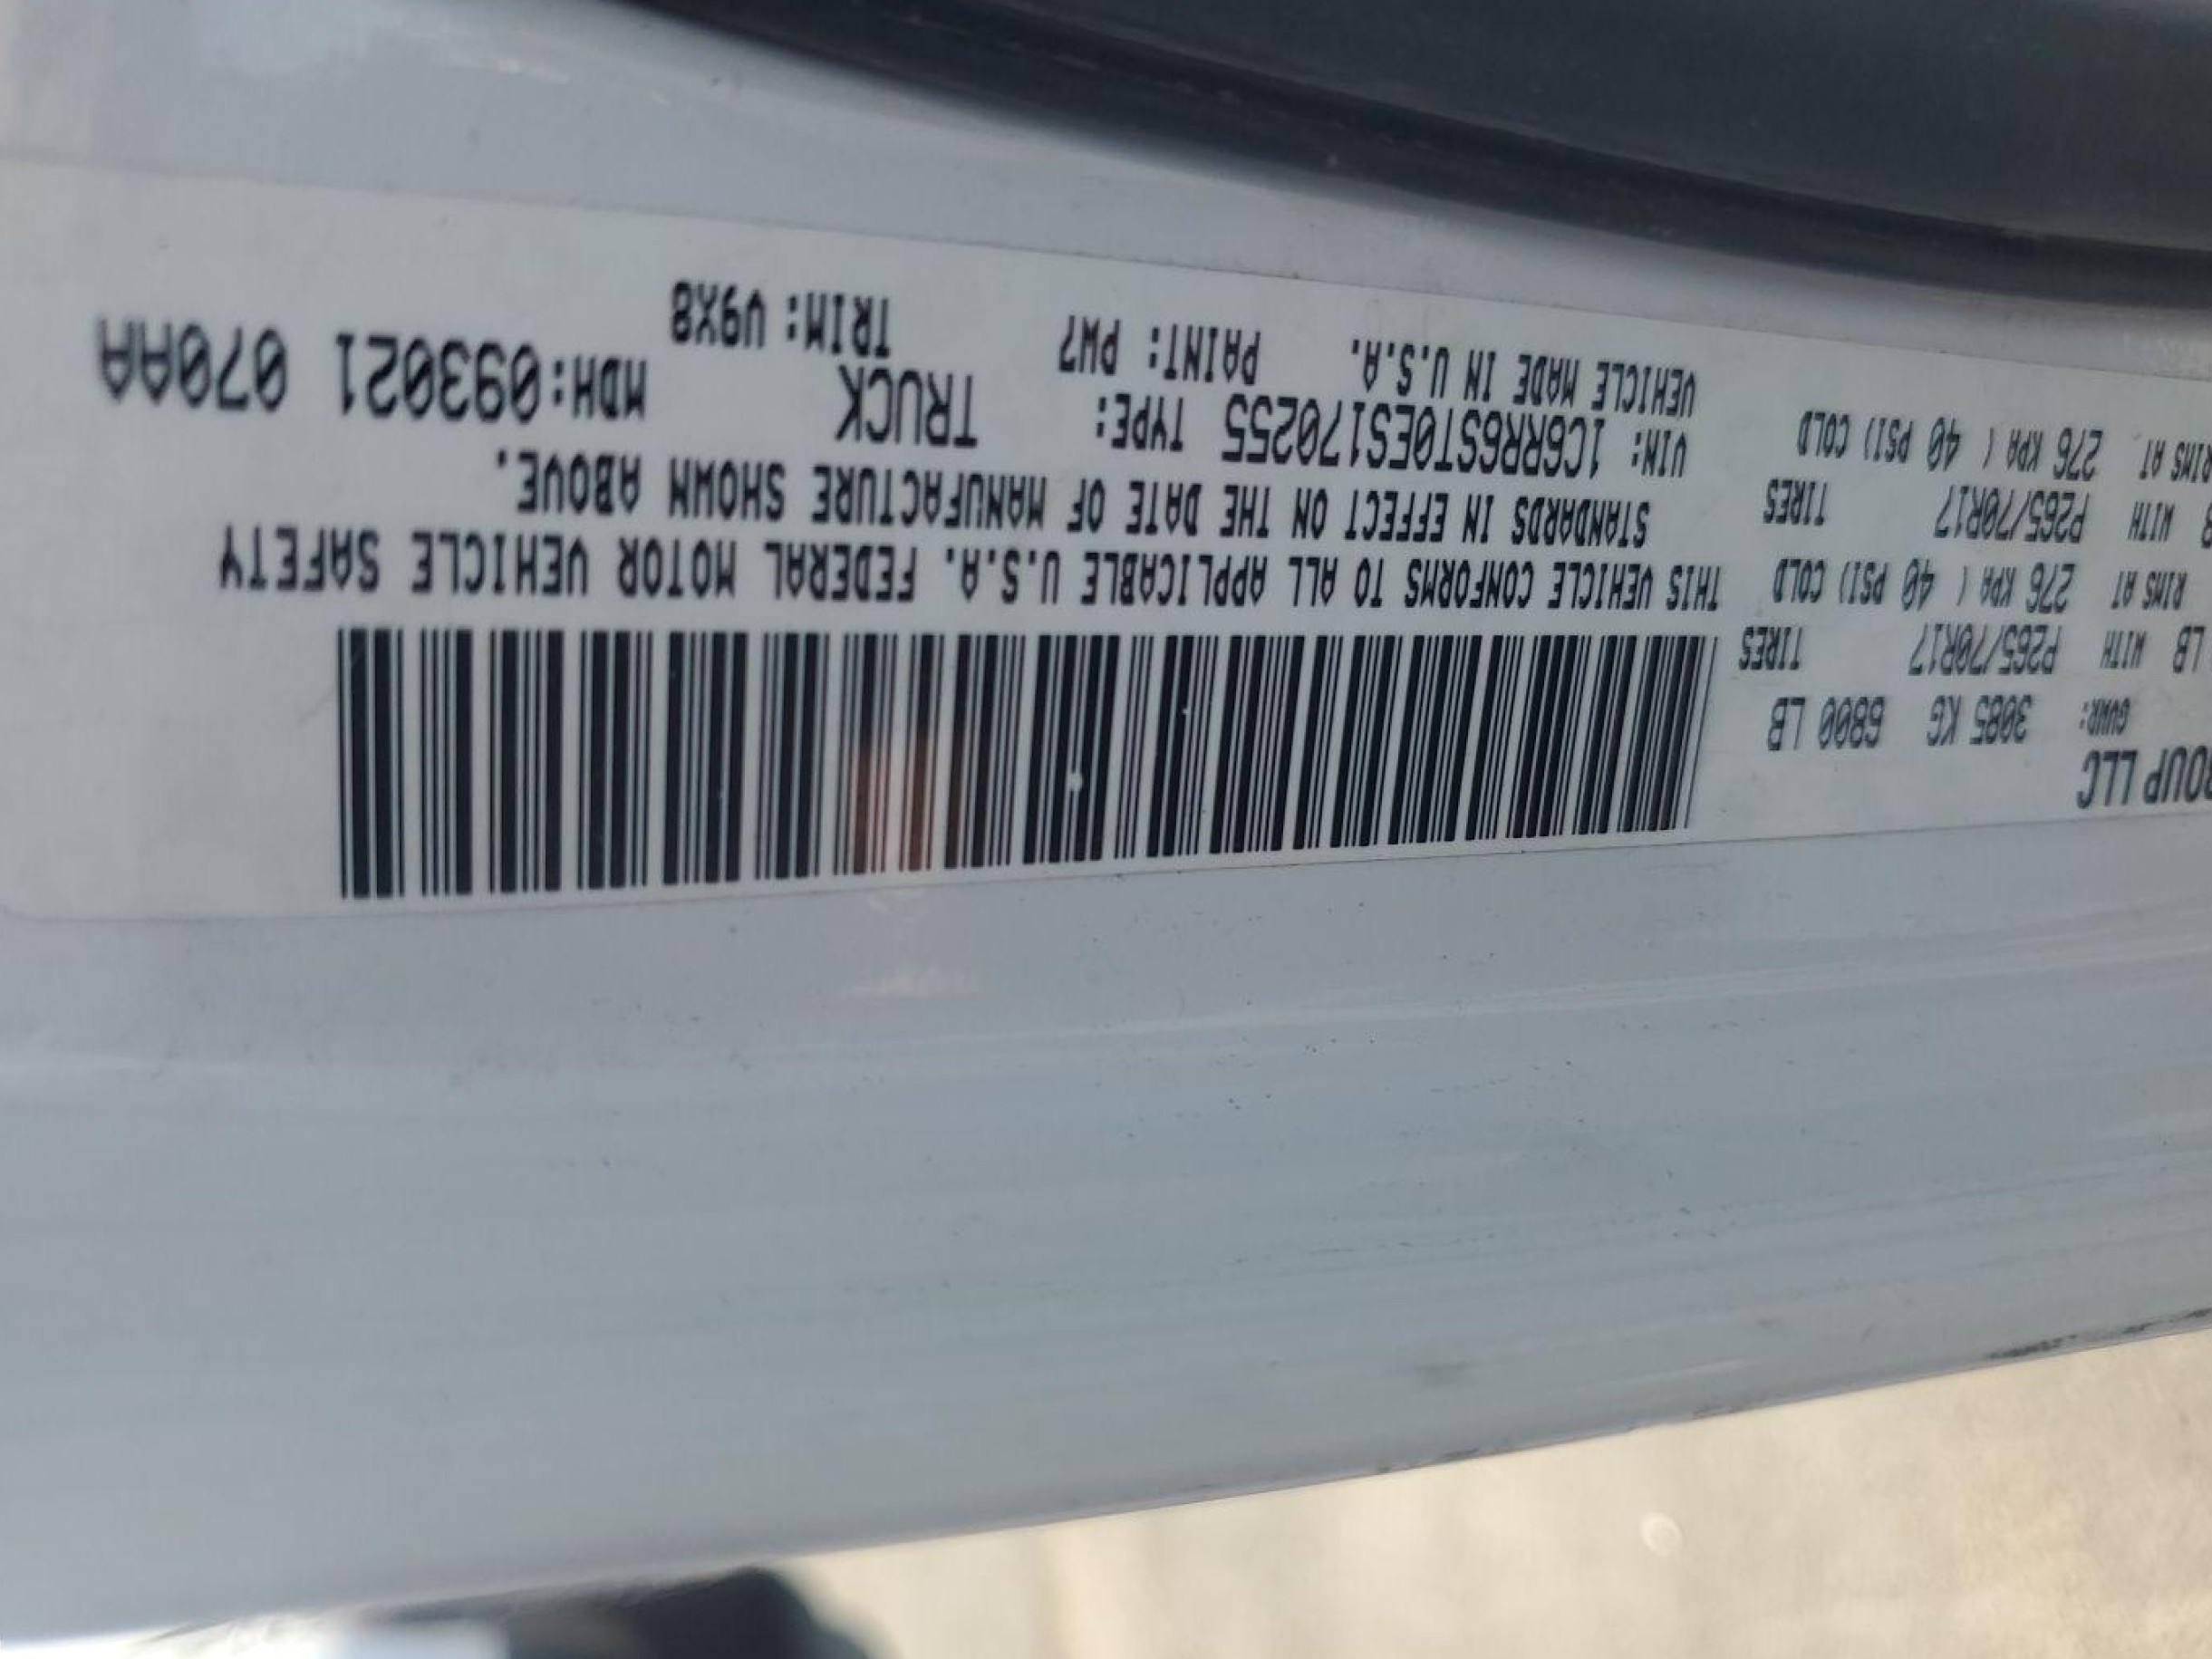 OUP LLC
GVWR: 3085 KG 6800 LB
LB WITH P265/70R17 TIRES
RIMS AT 276 KPA ( 40 PSI) COLD
WITH P265/70R17 TIRES
RIMS AT 276 KPA ( 40 PSI) COLD
THIS VEHICLE CONFORMS TO ALL APPLICABLE U.S.A. FEDERAL MOTOR VEHICLE SAFETY
STANDARDS IN EFFECT ON THE DATE OF MANUFACTURE SHOWN ABOVE.
VIN: 1C6RR6ST0ES170255 TYPE: TRUCK MDH:093021 070AA
VEHICLE MADE IN U.S.A. PAINT: PW7 TRIM: V9X8